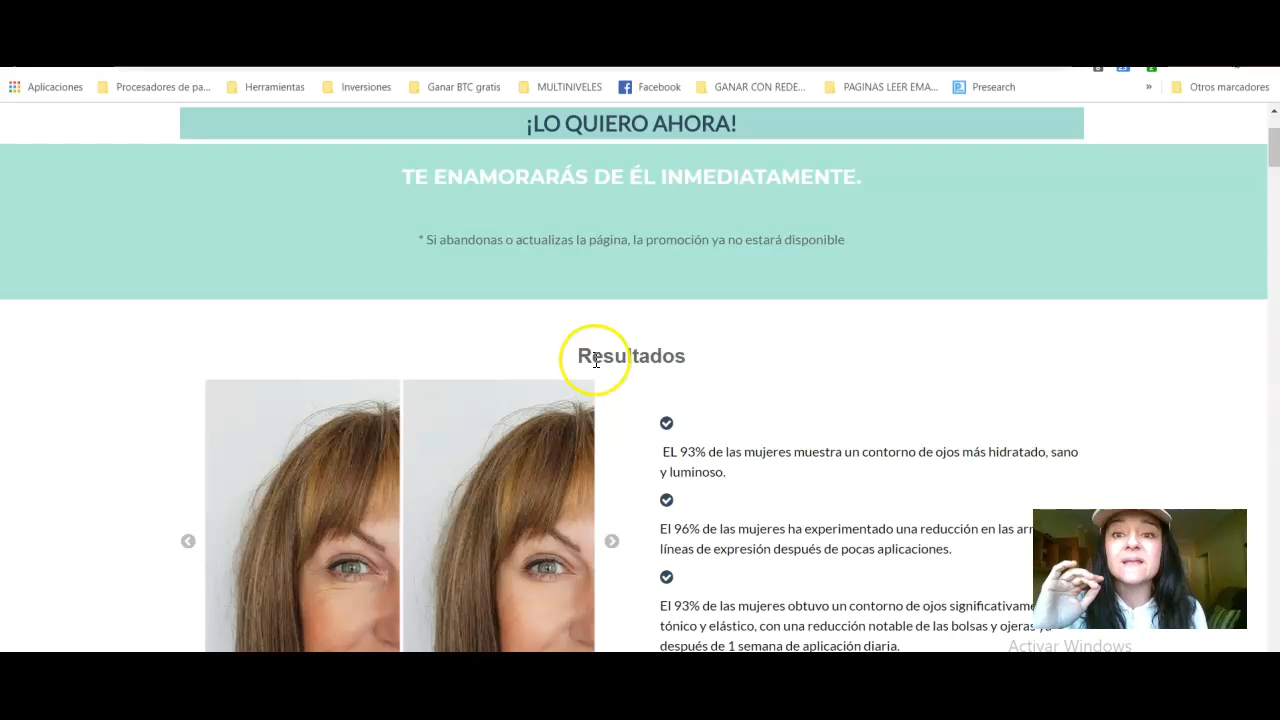 Aplicaciones Procesadores de pa... Herramientas Inversiones Ganar BTC gratis MULTINIVELES Facebook GANAR CON REDE... PAGINAS LEER EMA... Presearch » Otros marcadores
¡LO QUIERO AHORA!
TE ENAMORARÁS DE ÉL INMEDIATAMENTE.
* Si abandonas o actualizas la página, la promoción ya no estará disponible
Resultados
EL 93% de las mujeres muestra un contorno de ojos más hidratado, sano
y luminoso.
El 96% de las mujeres ha experimentado una reducción en las
líneas de expresión después de pocas aplicaciones.
El 93% de las mujeres obtuvo un contorno de ojos
tónico y elástico, con una reducción notable de las bolsas y ojeras
después de 1 semana de aplicación diaria.
Activar Windows